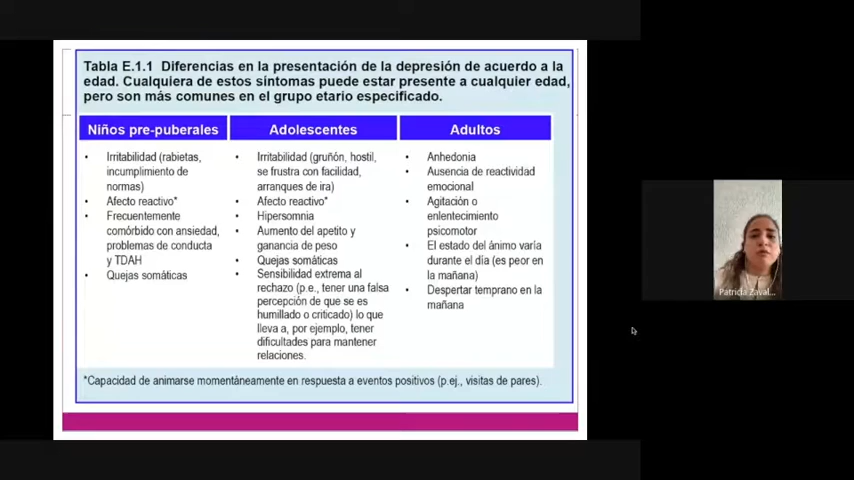 Tabla E.1.1 Diferencias en la presentación de la depresión de acuerdo a la
edad. Cualquiera de estos síntomas puede estar presente a cualquier edad,
pero son más comunes en el grupo etario especificado.
Niños pre-puberales
• Irritabilidad (rabietas,
incumplimiento de
normas)
• Afecto reactivo*
• Frecuentemente
comórbido con ansiedad,
problemas de conducta
y TDAH
• Quejas somáticas
Adolescentes
• Irritabilidad (gruñón, hostil,
se frustra con facilidad,
arranques de ira)
• Afecto reactivo*
• Hipersomnia
• Aumento del apetito y
ganancia de peso
• Quejas somáticas
• Sensibilidad extrema al
rechazo (p.e., tener una falsa
percepción de que se es
humillado o criticado) lo que
lleva a, por ejemplo, tener
dificultades para mantener
relaciones.
Adultos
• Anhedonia
• Ausencia de reactividad
emocional
• Agitación o
enlentecimiento
psicomotor
• El estado del ánimo varía
durante el día (es peor en
la mañana)
• Despertar temprano en la
mañana
*Capacidad de animarse momentáneamente en respuesta a eventos positivos (p.ej., visitas de pares).
Patricia Zaval...